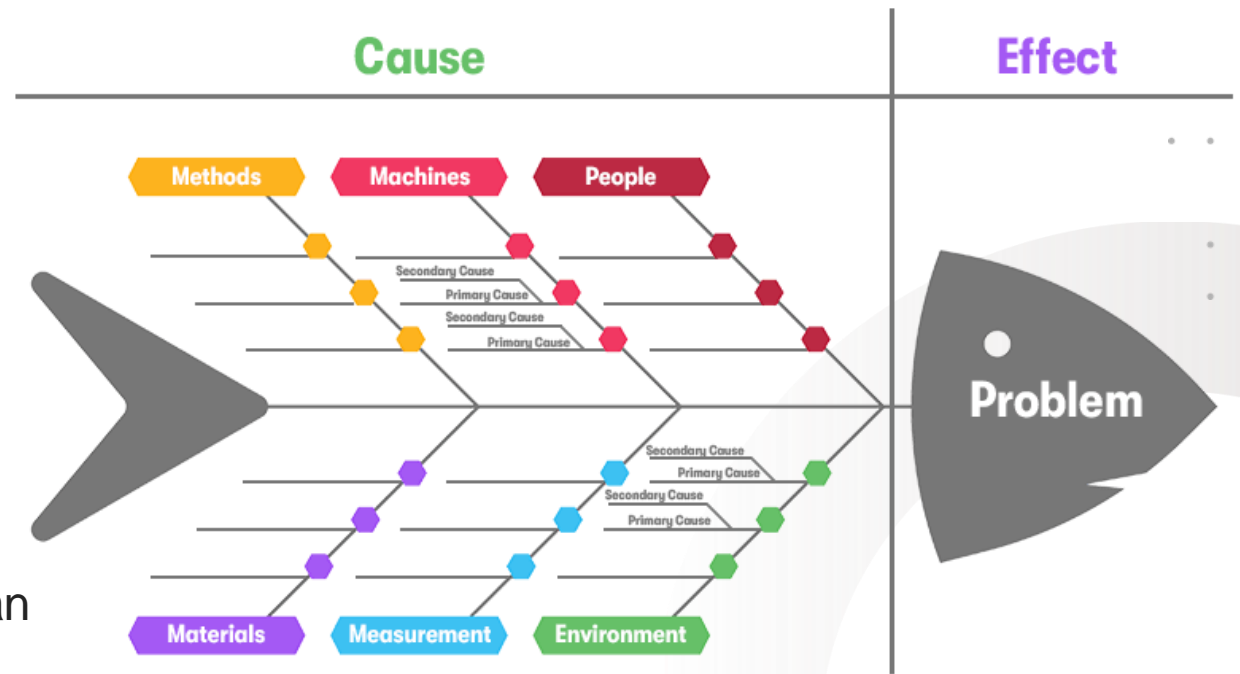 Cause
Effect
Methods
Machines
People
Secondary Cause
Primary Cause
Secondary Cause
Primary Cause
Problem
Secondary Cause
Primary Cause
Secondary Cause
Primary Cause
an
Materials
Measurement
Environment